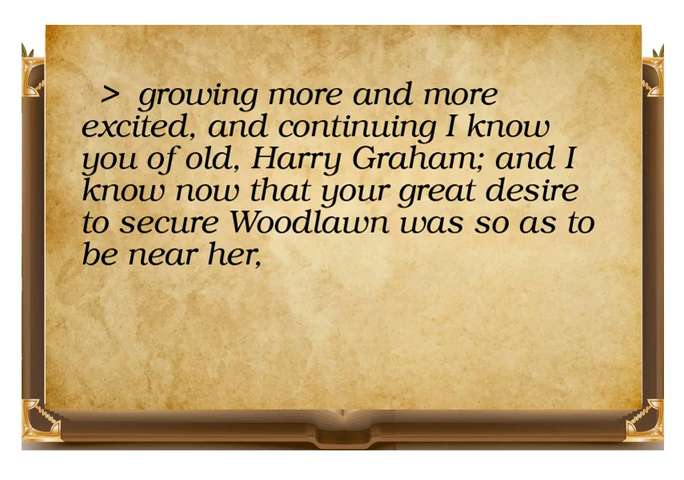 > growing more and more
excited, and continuing I know
you of old, Harry Graham; and I
know now that your great desire
to secure Woodlawn was so as to
be near her,